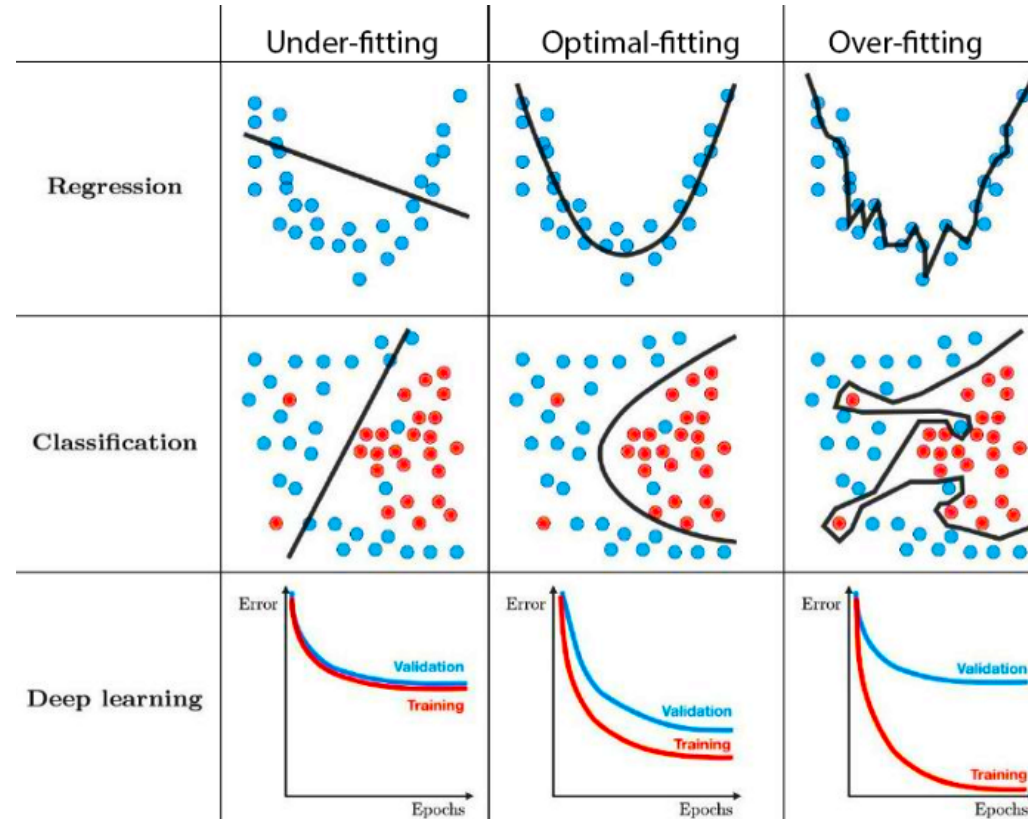 Under-fitting
Optimal-fitting
Over-fitting
Regression
Classification
Deep learning
Error
Validation
Training
Epochs
Error
Validation
Training
Epochs
Error
Validation
Training
Epochs